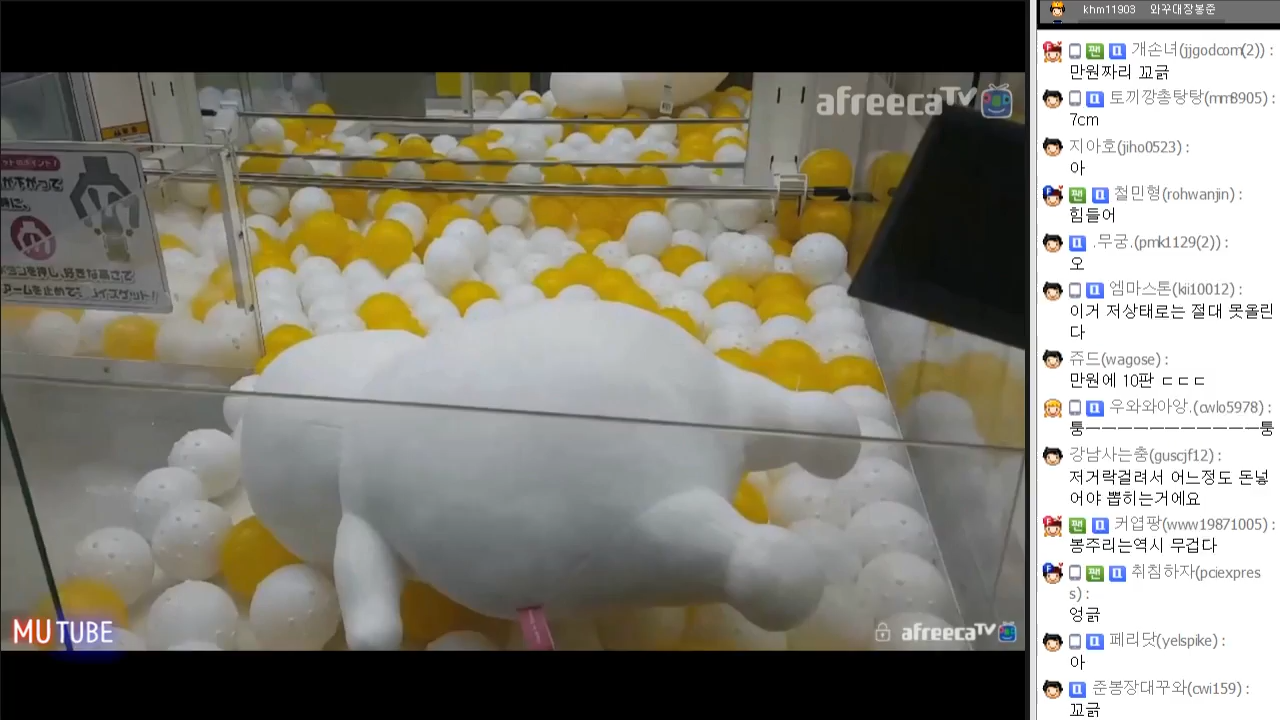 khm11903 와꾸대장봉준
afreecaTV
개손녀(jjgodcom(2)) :
만원짜리 꼬긁
토끼깡총탕탕(mm8905) :
7cm
지아호(jiho0523) :
아
철민형(rohwanjin) :
힘들어
.무궁.(pmk1129(2)) :
오
엠마스톤(kii10012) :
이거 저상태로는 절대 못올린
다
쥬드(wagose) :
만원에 10판 ㄷㄷㄷ
우와와아앙.(cwlo5978) :
퉁ㅡㅡㅡㅡㅡㅡㅡㅡㅡㅡㅡ퉁
강남사는충(guscjf12) :
저거락걸려서 어느정도 돈넣
어야 뽑히는거에요
커엽팡(www19871005) :
봉주리는역시 무겁다
취침하자(pciexpres
s) :
엉긁
페리닷(yelspike) :
아
준봉장대꾸와(cwi159) :
꼬긁
MUTUBE
afreecaTV